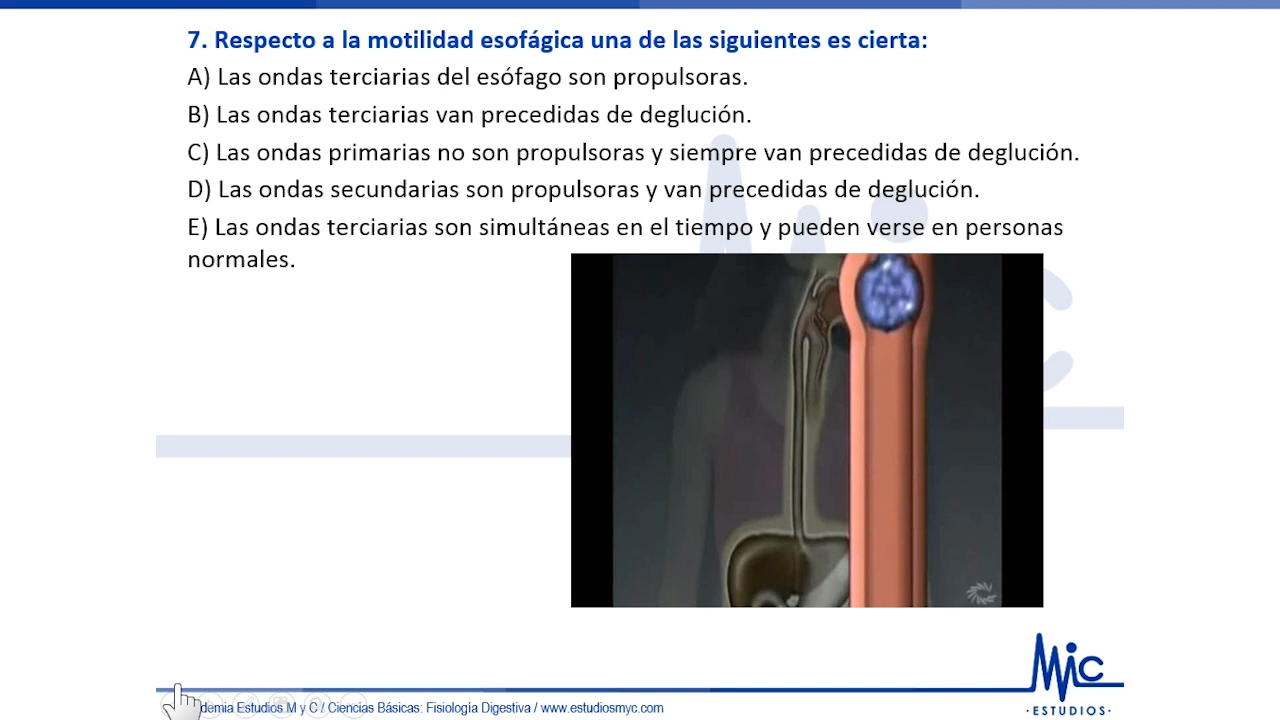 7. Respecto a la motilidad esofágica una de las siguientes es cierta:
A) Las ondas terciarias del esófago son propulsoras.
B) Las ondas terciarias van precedidas de deglución.
C) Las ondas primarias no son propulsoras y siempre van precedidas de deglución.
D) Las ondas secundarias son propulsoras y van precedidas de deglución.
E) Las ondas terciarias son simultáneas en el tiempo y pueden verse en personas
normales.
MiC
·ESTUDIOS·
demia Estudios M y C / Ciencias Básicas: Fisiología Digestiva / www.estudiosmyc.com